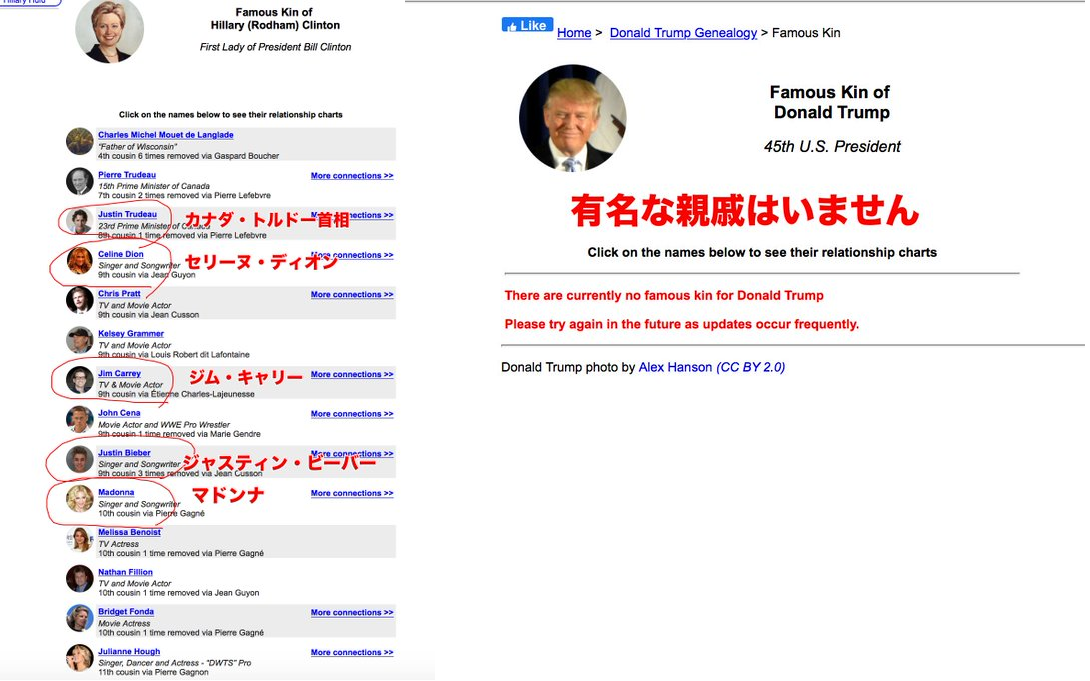 Famous Kin of
Hillary (Rodham) Clinton
First Lady of President Bill Clinton
Click on the names below to see their relationship charts
Charles Michel Mouet de Langlade
"Father of Wisconsin"
4th cousin 6 times removed via Gaspard Boucher
Pierre Trudeau
More connections >>
15th Prime Minister of Canada
7th cousin 2 times removed via Pierre Lefebvre
Justin Trudeau
More connections >>
カナダ・トルドー首相
23rd Prime Minister of Canada
8th cousin 1 time removed via Pierre Lefebvre
Celine Dion
More connections >>
セリーヌ・ディオン
Singer and Songwriter
9th cousin via Jean Guyon
Chris Pratt
More connections >>
TV and Movie Actor
9th cousin via Jean Cusson
Kelsey Grammer
TV and Movie Actor
9th cousin via Louis Robert dit Lafontaine
Jim Carrey
More connections >>
ジム・キャリー
TV & Movie Actor
9th cousin via Étienne Charles-Lajeunesse
John Cena
More connections >>
Movie Actor and WWE Pro Wrestler
9th cousin 1 time removed via Marie Gendre
Justin Bieber
More connections >>
ジャスティン・ビーバー
Singer and Songwriter
9th cousin 3 times removed via Jean Cusson
Madonna
More connections >>
マドンナ
Singer and Songwriter
10th cousin via Pierre Gagné
Melissa Benoist
TV Actress
10th cousin 1 time removed via Pierre Gagné
Nathan Fillion
TV and Movie Actor
10th cousin 1 time removed via Jean Guyon
Bridget Fonda
More connections >>
Movie Actress
10th cousin 1 time removed via Pierre Gagné
Julianne Hough
More connections >>
Singer, Dancer and Actress - "DWTS" Pro
11th cousin via Pierre Gagnon
Like
Home > Donald Trump Genealogy > Famous Kin
Famous Kin of
Donald Trump
45th U.S. President
有名な親戚はいません
Click on the names below to see their relationship charts
There are currently no famous kin for Donald Trump
Please try again in the future as updates occur frequently.
Donald Trump photo by Alex Hanson (CC BY 2.0)